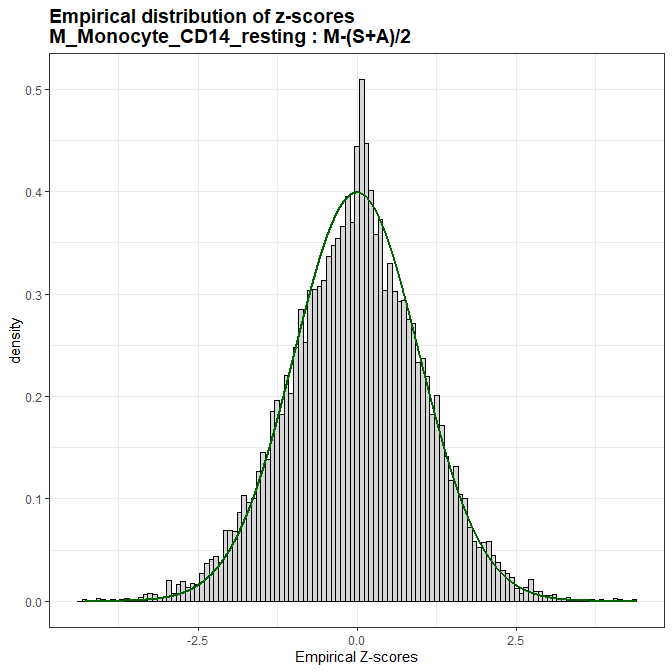 Empirical distribution of z-scores
M_Monocyte_CD14_resting : M-(S+A)/2
0.5
0.4
0.3
0.2
0.1
0.0
density
-2.5 0.0 2.5
Empirical Z-scores